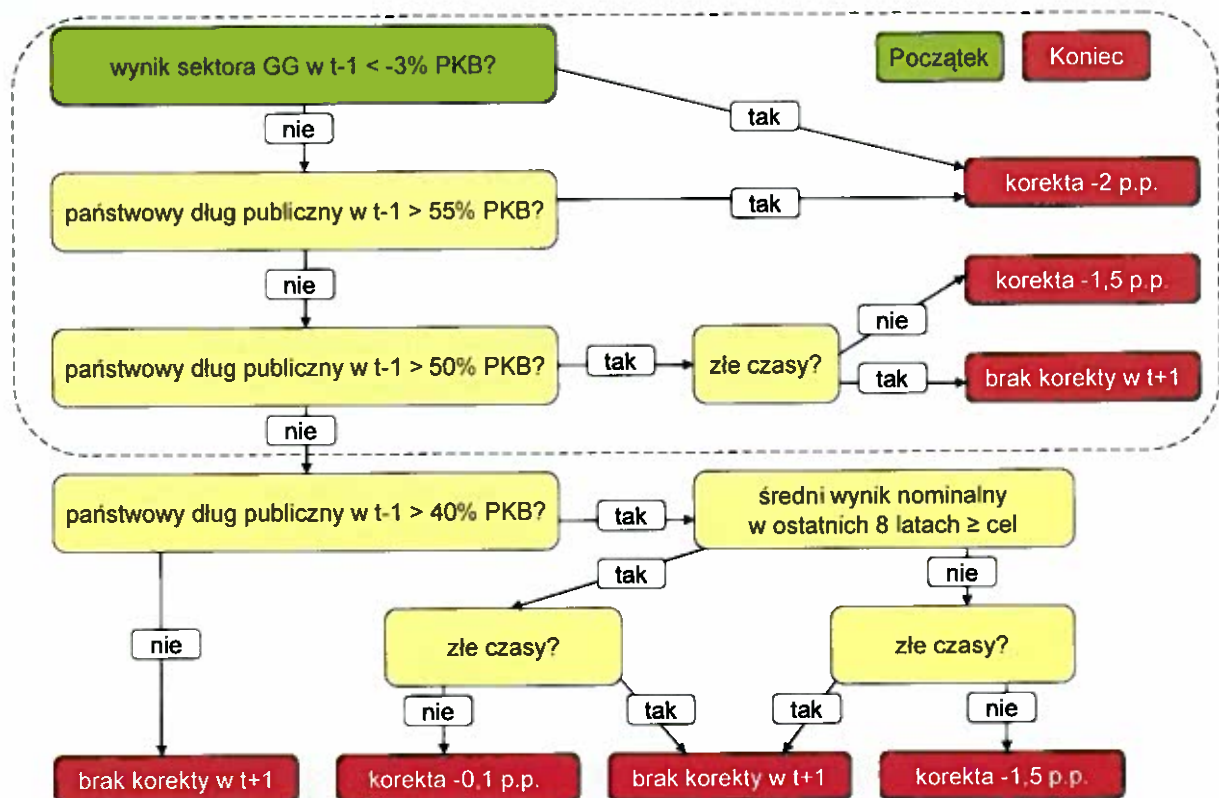 wynik sektora GG w t-1 < -3% PKB?
Początek
Koniec
nie
tak
korekta -2 p.p.
państwowy dług publiczny w t-1 > 55% PKB?
tak
nie
korekta -1,5 p.p.
nie
państwowy dług publiczny w t-1 > 50% PKB?
tak
złe czasy?
tak
brak korekty w t+1
nie
państwowy dług publiczny w t-1 > 40% PKB?
tak
średni wynik nominalny
w ostatnich 8 latach ≥ cel
tak
nie
nie
złe czasy?
złe czasy?
nie
tak
tak
nie
brak korekty w t+1
korekta -0,1 p.p.
brak korekty w t+1
korekta -1,5 p.p.